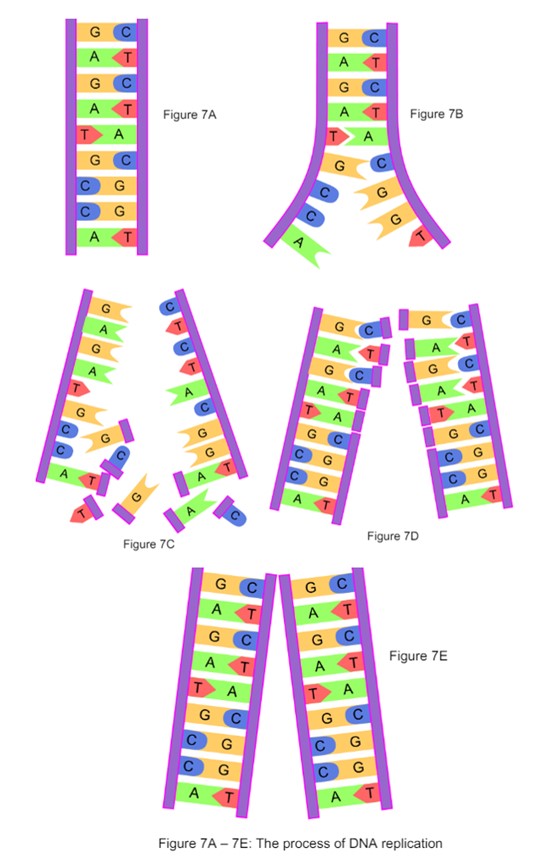 G C
A T
G C
A T
T A
G C
C G
C G
A T
Figure 7A
G C
A T
G C
A T
T A
G C
C G
C G
A T
Figure 7B
G
A
G
A
T
G
C
C
A T
C
T
C
T
A
C
G
G
A T
G
C
T
G
A
C
Figure 7C
G C
A T
G C
A T
T A
G C
C G
C G
A T
G C
A T
G C
A T
T A
G C
C G
C G
A T
Figure 7D
G C
A T
G C
A T
T A
G C
C G
C G
A T
G C
A T
G C
A T
T A
G C
C G
C G
A T
Figure 7E
Figure 7A – 7E: The process of DNA replication